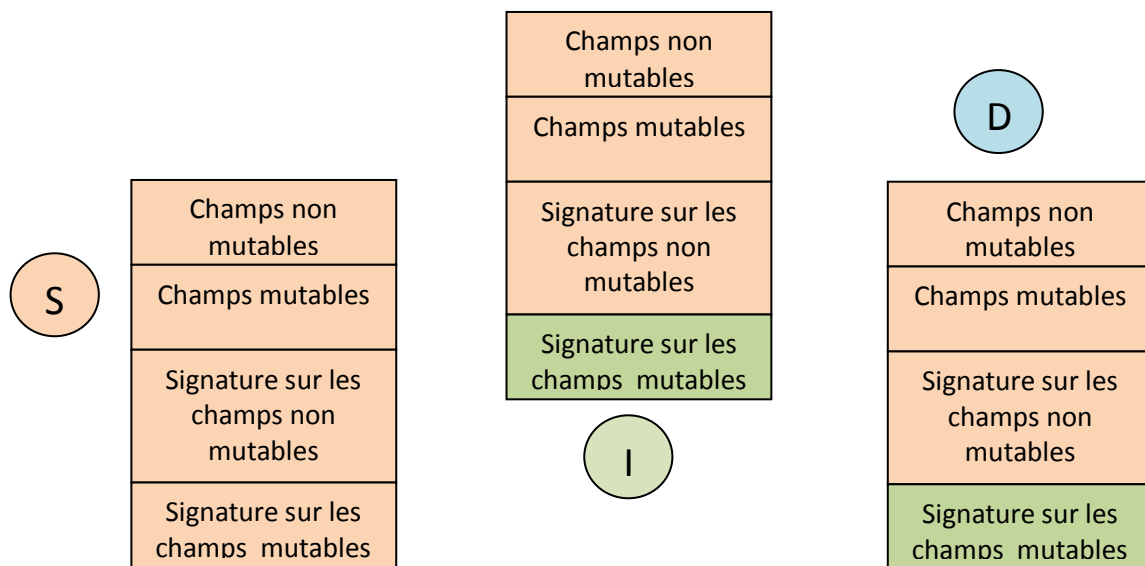 S
Champs non
mutables
Champs mutables
Signature sur les
champs non
mutables
Signature sur les
champs mutables
Champs non
mutables
Champs mutables
Signature sur les
champs non
mutables
Signature sur les
champs mutables
I
D
Champs non
mutables
Champs mutables
Signature sur les
champs non
mutables
Signature sur les
champs mutables